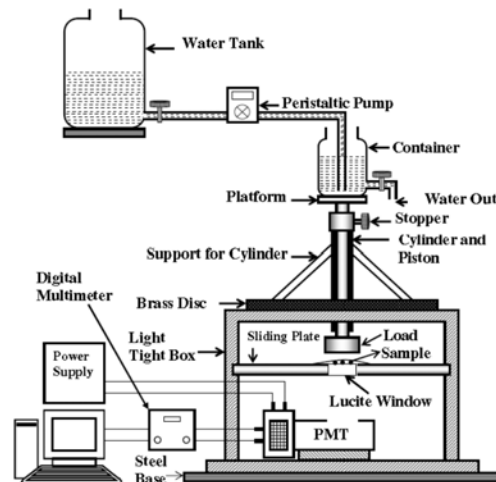 Water Tank
Peristaltic Pump
Container
Platform
Water Out
Stopper
Support for Cylinder
Cylinder and
Piston
Digital
Multimeter
Brass Disc
Light
Tight Box
Sliding Plate
Load
Sample
Power
Supply
Lucite Window
PMT
Steel
Base